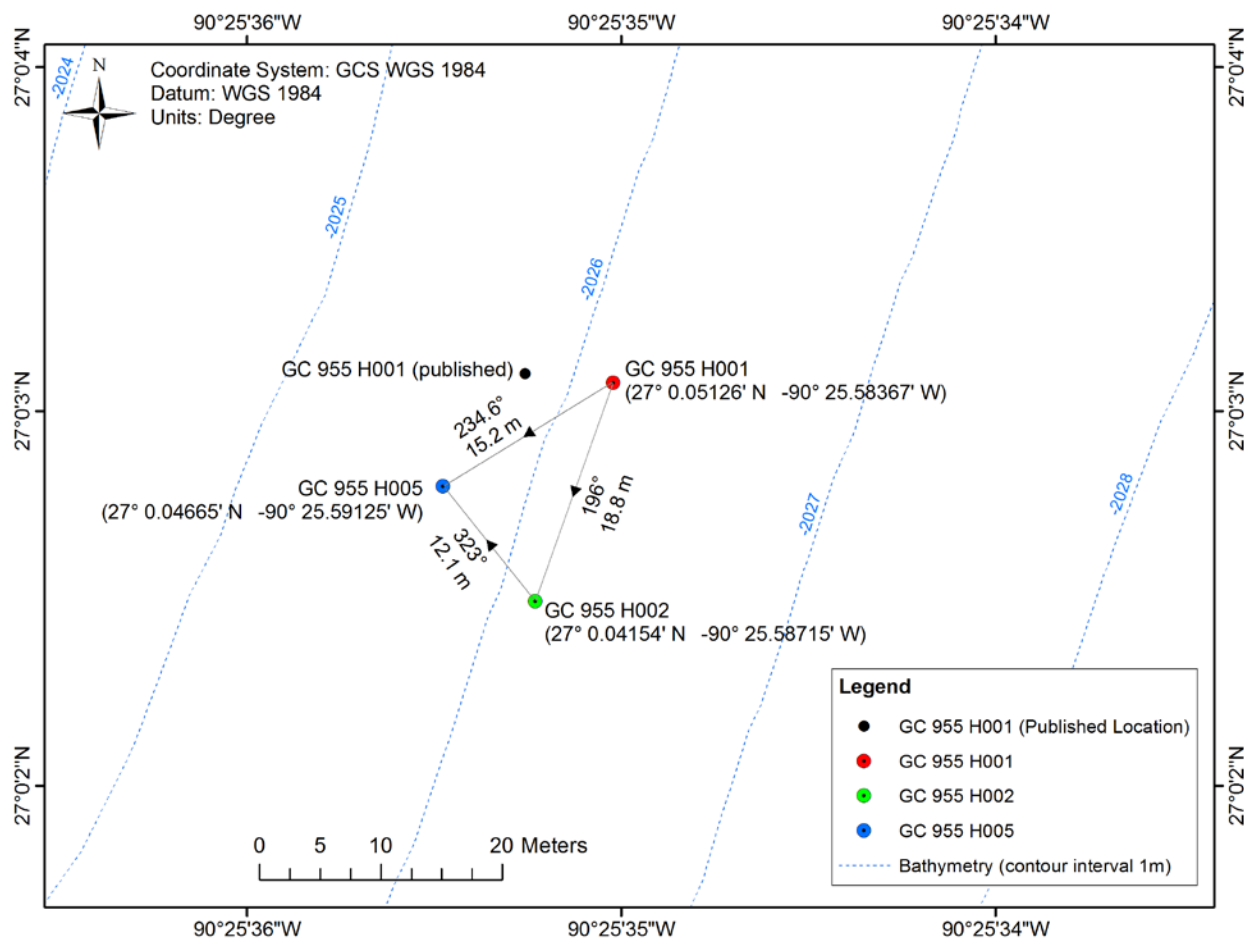 90°25'36"W 90°25'35"W 90°25'34"W
27°0'4"N 27°0'4"N
N
Coordinate System: GCS WGS 1984
Datum: WGS 1984
Units: Degree
-2024
-2025
-2026
GC 955 H001 (published)
GC 955 H001
(27° 0.05126' N -90° 25.58367' W)
27°0'3"N 27°0'3"N
234.6°
15.2 m
GC 955 H005
(27° 0.04665' N -90° 25.59125' W)
196°
18.8 m
-2027
-2028
323°
12.1 m
GC 955 H002
(27° 0.04154' N -90° 25.58715' W)
27°0'2"N 27°0'2"N
Legend
GC 955 H001 (Published Location)
GC 955 H001
GC 955 H002
GC 955 H005
Bathymetry (contour interval 1m)
0 5 10 20 Meters
90°25'36"W 90°25'35"W 90°25'34"W